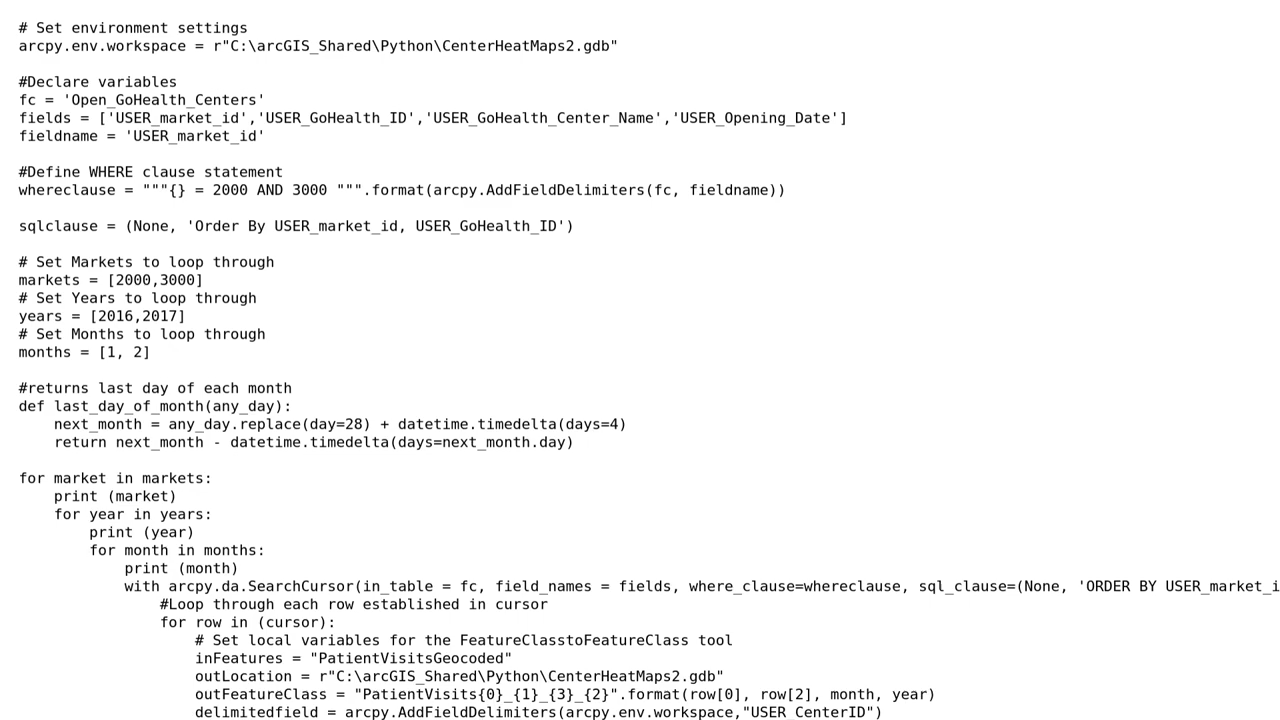 # Set environment settings
arcpy.env.workspace = r"C:\arcGIS_Shared\Python\CenterHeatMaps2.gdb"
#Declare variables
fc = 'Open_GoHealth_Centers'
fields = ['USER_market_id','USER_GoHealth_ID','USER_GoHealth_Center_Name','USER_Opening_Date']
fieldname = 'USER_market_id'
#Define WHERE clause statement
whereclause = """{} = 2000 AND 3000 """.format(arcpy.AddFieldDelimiters(fc, fieldname))
sqlclause = (None, 'Order By USER_market_id, USER_GoHealth_ID')
# Set Markets to loop through
markets = [2000,3000]
# Set Years to loop through
years = [2016,2017]
# Set Months to loop through
months = [1, 2]
#returns last day of each month
def last_day_of_month(any_day):
    next_month = any_day.replace(day=28) + datetime.timedelta(days=4)
    return next_month - datetime.timedelta(days=next_month.day)
for market in markets:
    print (market)
    for year in years:
        print (year)
        for month in months:
            print (month)
            with arcpy.da.SearchCursor(in_table = fc, field_names = fields, where_clause=whereclause, sql_clause=(None, 'ORDER BY USER_market_i
                #Loop through each row established in cursor
                for row in (cursor):
                    # Set local variables for the FeatureClasstoFeatureClass tool
                    inFeatures = "PatientVisitsGeocoded"
                    outLocation = r"C:\arcGIS_Shared\Python\CenterHeatMaps2.gdb"
                    outFeatureClass = "PatientVisits{0}_{1}_{3}_{2}".format(row[0], row[2], month, year)
                    delimitedfield = arcpy.AddFieldDelimiters(arcpy.env.workspace,"USER_CenterID")